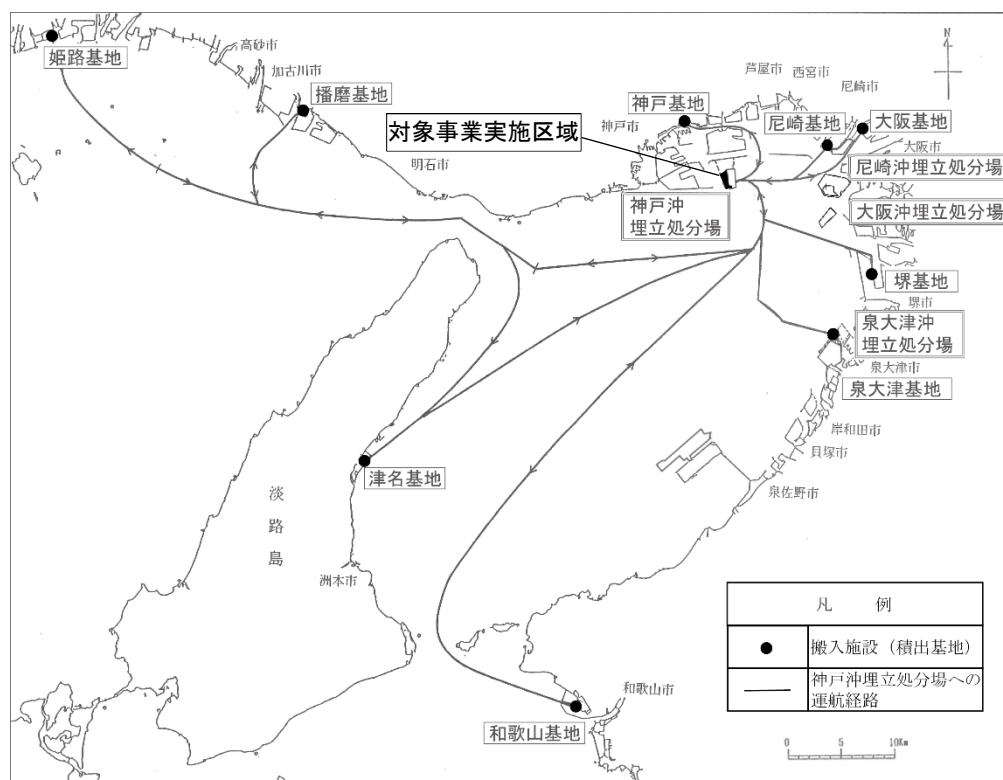 姫路基地
高砂市
加古川市
播磨基地
明石市
神戸基地
神戸市
対象事業実施区域
芦屋市
西宮市
尼崎市
尼崎基地
大阪基地
大阪市
尼崎沖埋立処分場
大阪沖埋立処分場
神戸沖
埋立処分場
N
堺基地
堺市
泉大津沖
埋立処分場
泉大津市
泉大津基地
岸和田市
貝塚市
泉佐野市
津名基地
淡路島
洲本市
和歌山市
和歌山基地
凡 例
搬入施設（積出基地）
神戸沖埋立処分場への
運航経路
0 5 10Km